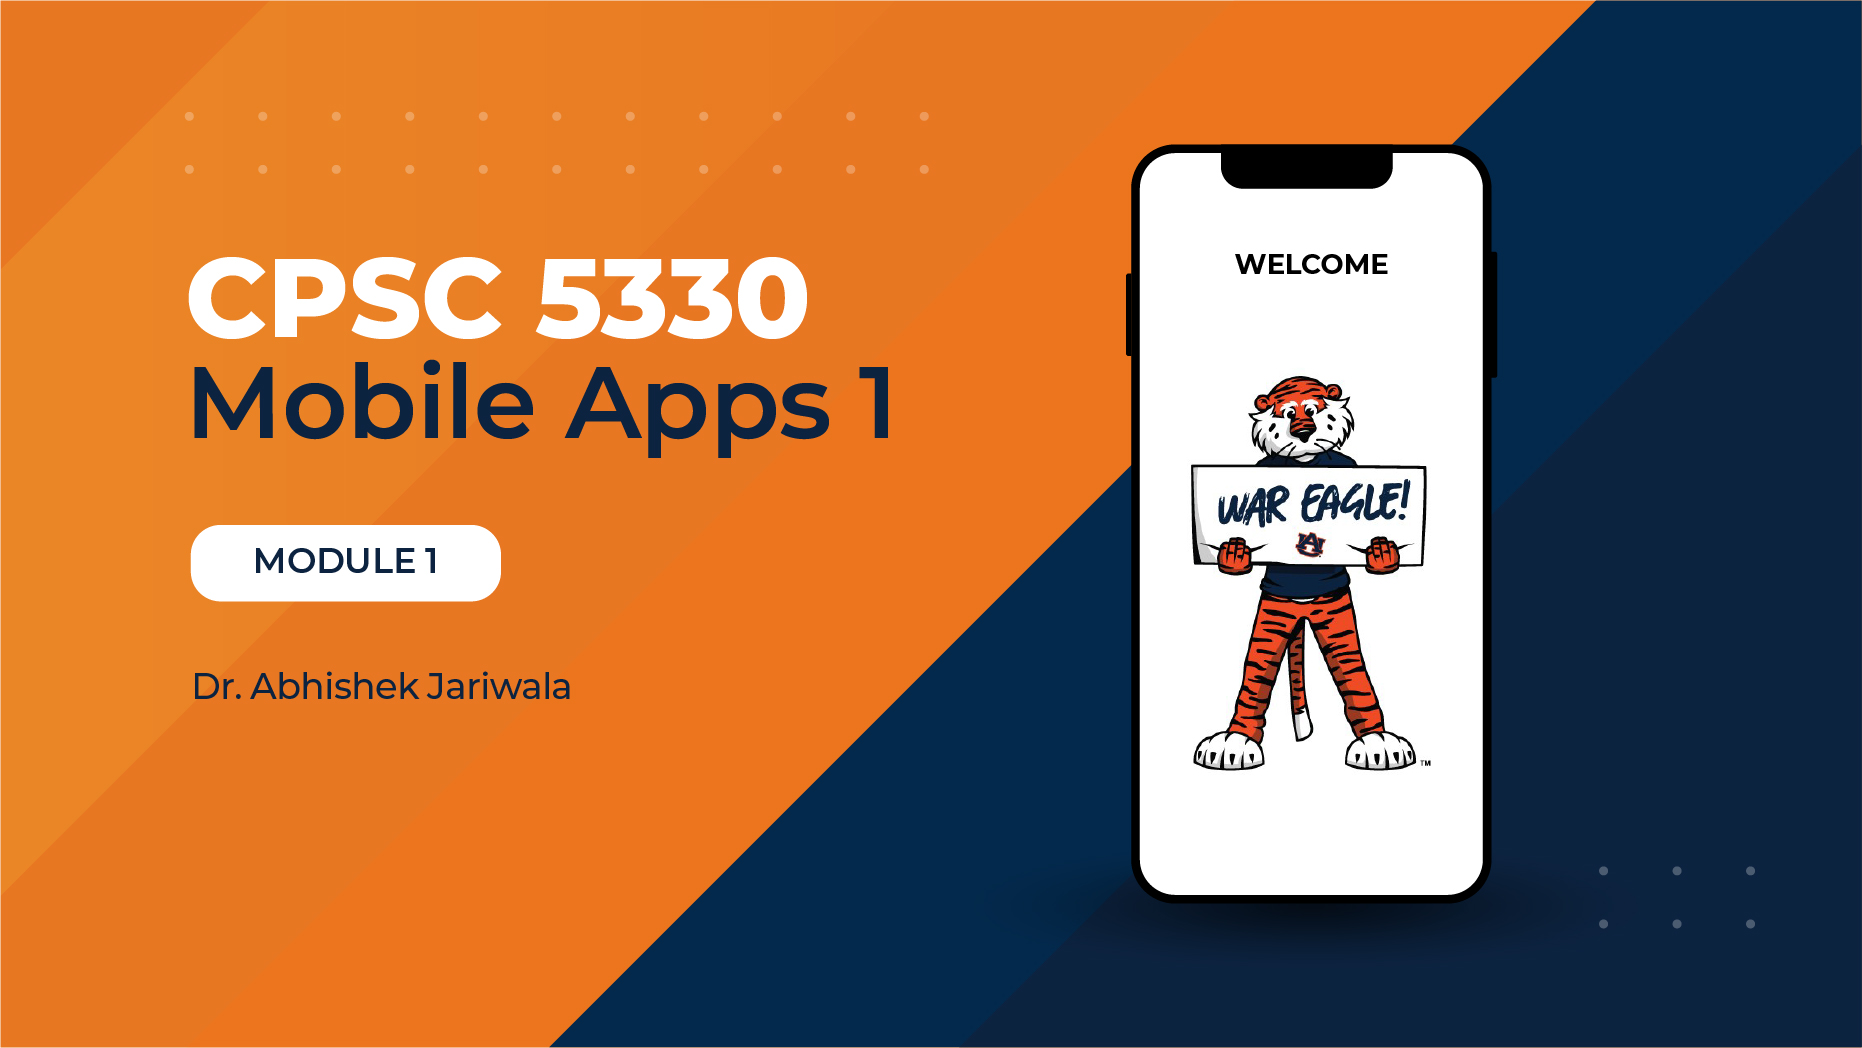 CPSC 5330
Mobile Apps 1
MODULE 1
Dr. Abhishek Jariwala
WELCOME
WAR EAGLE!
AU
TM